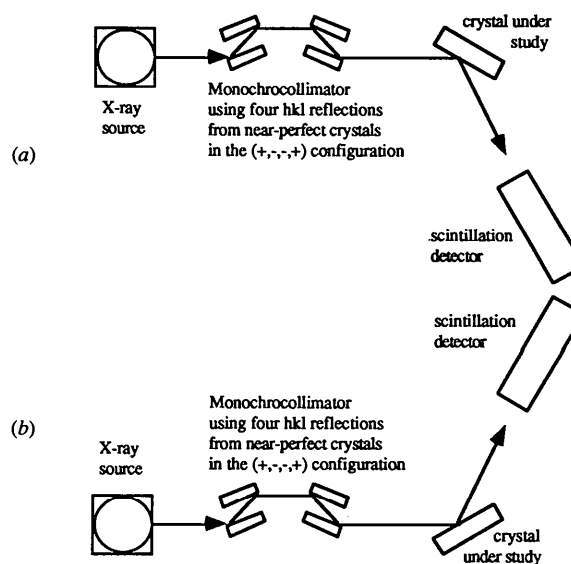 crystal under
study
X-ray
source
Monochrocollimator
using four hkl reflections
from near-perfect crystals
in the (+,-,-,+) configuration
(a)
.scintillation
detector
scintillation
detector
Monochrocollimator
using four hkl reflections
from near-perfect crystals
in the (+,-,-,+) configuration
(b)
X-ray
source
crystal
under study